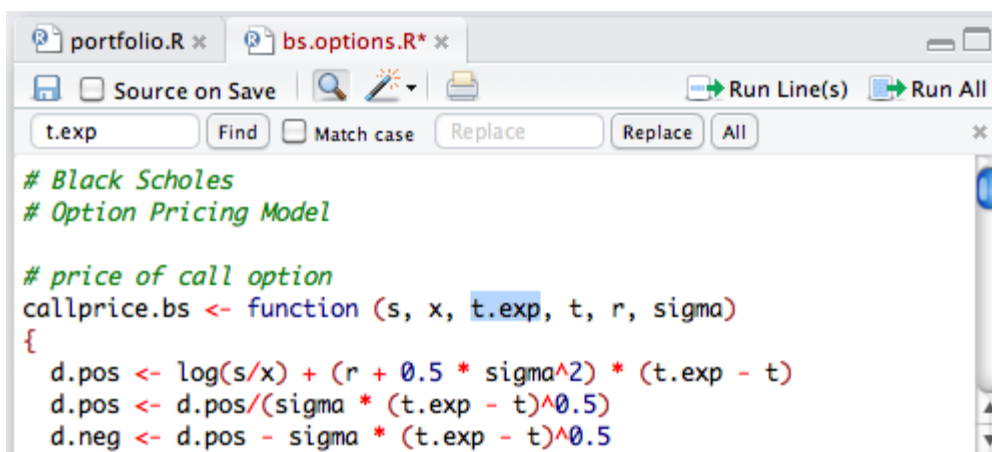 portfolio.R bs.options.R*
Source on Save Run Line(s) Run All
t.exp Find Match case Replace Replace All
# Black Scholes
# Option Pricing Model
# price of call option
callprice.bs <- function (s, x, t.exp, t, r, sigma)
{
d.pos <- log(s/x) + (r + 0.5 * sigma^2) * (t.exp - t)
d.pos <- d.pos/(sigma * (t.exp - t)^0.5)
d.neg <- d.pos - sigma * (t.exp - t)^0.5